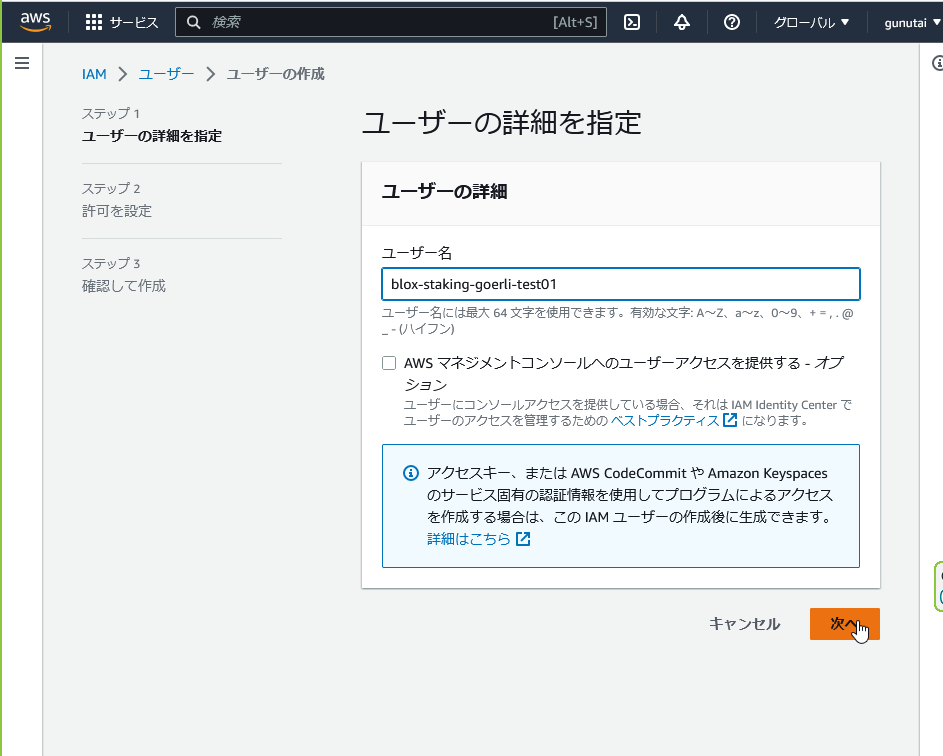 aws サービス 検索 [Alt+S] グローバル ▼ gunutai ▼
IAM > ユーザー > ユーザーの作成
ステップ 1
ユーザーの詳細を指定
ステップ 2
許可を設定
ステップ 3
確認して作成
ユーザーの詳細を指定
ユーザーの詳細
ユーザー名
blox-staking-goerli-test01
ユーザー名には最大 64 文字を使用できます。有効な文字: A～Z、a～z、0～9、+ = , . @
_ - (ハイフン)
AWS マネジメントコンソールへのユーザーアクセスを提供する - オプ
ション
ユーザーにコンソールアクセスを提供している場合、それは IAM Identity Center で
ユーザーのアクセスを管理するための ベストプラクティス になります。
アクセスキー、または AWS CodeCommit や Amazon Keyspaces
のサービス固有の認証情報を使用してプログラムによるアクセス
を作成する場合は、この IAM ユーザーの作成後に生成できます。
詳細はこちら
キャンセル 次へ